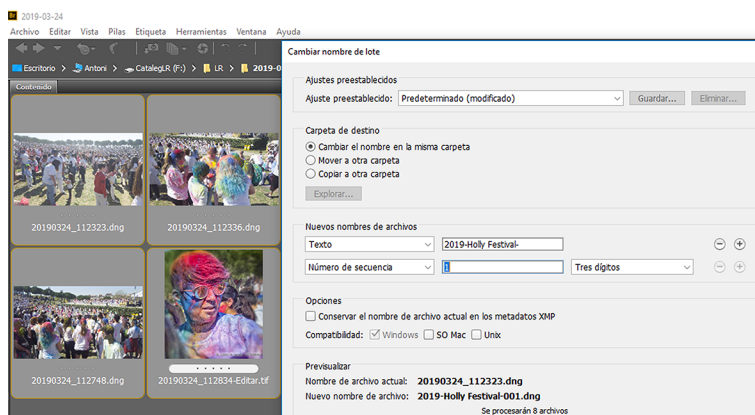 Br 2019-03-24
Archivo Editar Vista Pilas Etiqueta Herramientas Ventana Ayuda
Escritorio > Antoni > CatalegLR (F:) > LR > 2019-0
Contenido
20190324_112323.dng 20190324_112336.dng
20190324_112748.dng 20190324_112834-Editar.tif
Cambiar nombre de lote
Ajustes preestablecidos
Ajuste preestablecido: Predeterminado (modificado) Guardar... Eliminar...
Carpeta de destino
Cambiar el nombre en la misma carpeta
Mover a otra carpeta
Copiar a otra carpeta
Explorar...
Nuevos nombres de archivos
Texto 2019-Holly Festival-
Número de secuencia 1 Tres dígitos
Opciones
Conservar el nombre de archivo actual en los metadatos XMP
Compatibilidad: Windows SO Mac Unix
Previsualizar
Nombre de archivo actual: 20190324_112323.dng
Nuevo nombre de archivo: 2019-Holly Festival-001.dng
Se procesarán 8 archivos